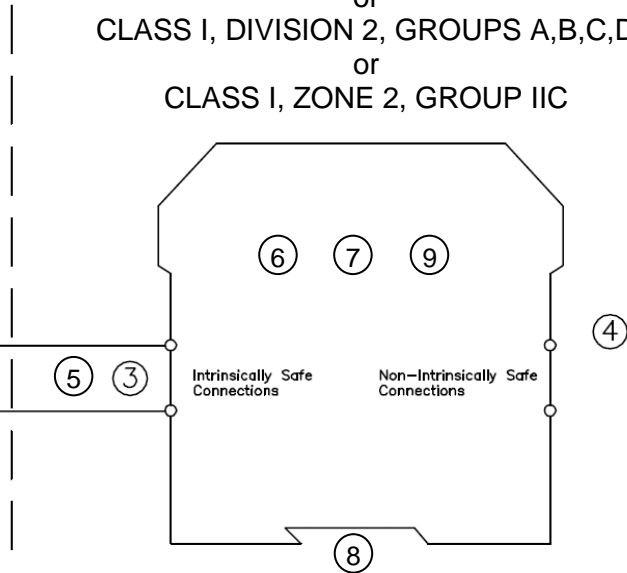 or
CLASS I, DIVISION 2, GROUPS A,B,C,D
or
CLASS I, ZONE 2, GROUP IIC
6 7 9
4
5 3
Intrinsically Safe
Connections
Non-Intrinsically Safe
Connections
8